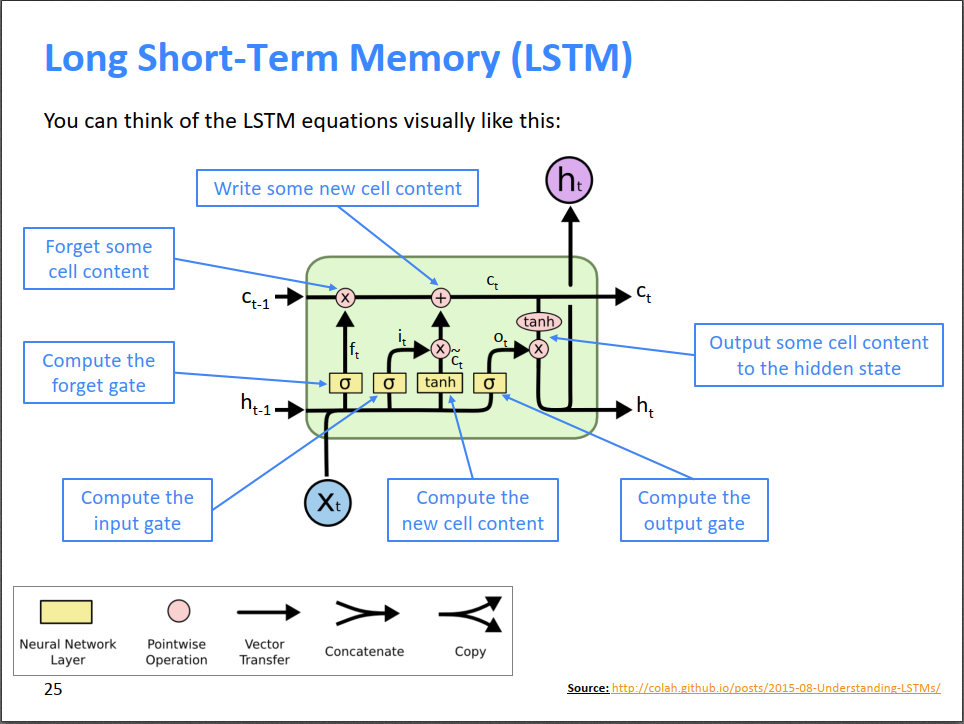 Long Short-Term Memory (LSTM)
You can think of the LSTM equations visually like this:
hₜ
Write some new cell content
Forget some
cell content
cₜ₋₁
x
+
cₜ
cₜ
tanh
Output some cell content
to the hidden state
Compute the
forget gate
fₜ
iₜ
x
c̃ₜ
oₜ
x
σ
σ
tanh
σ
hₜ₋₁
hₜ
Compute the
input gate
xₜ
Compute the
new cell content
Compute the
output gate
Neural Network
Layer
Pointwise
Operation
Vector
Transfer
Concatenate
Copy
25
Source: http://colah.github.io/posts/2015-08-Understanding-LSTMs/